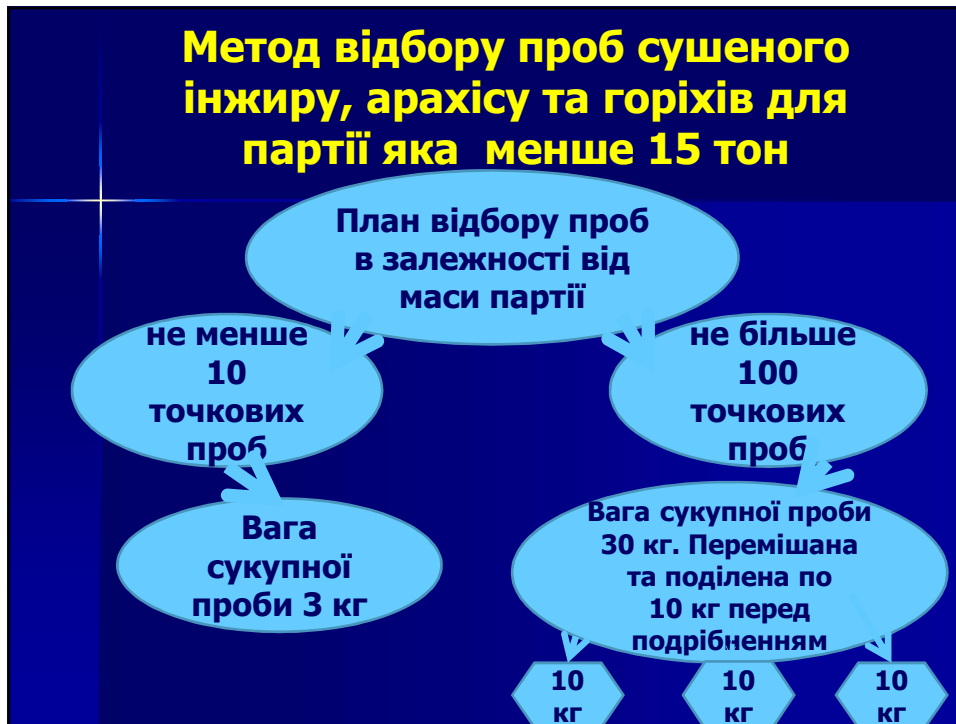 Метод відбору проб сушеного
інжиру, арахісу та горіхів для
партії яка  менше 15 тон
План відбору проб
в залежності від
маси партії
не менше
10
точкових
проб
не більше
100
точкових
проб
Вага
сукупної
проби 3 кг
Вага сукупної проби
30 кг. Перемішана
та поділена по
10 кг перед
подрібненням
10
кг
10
кг
10
кг